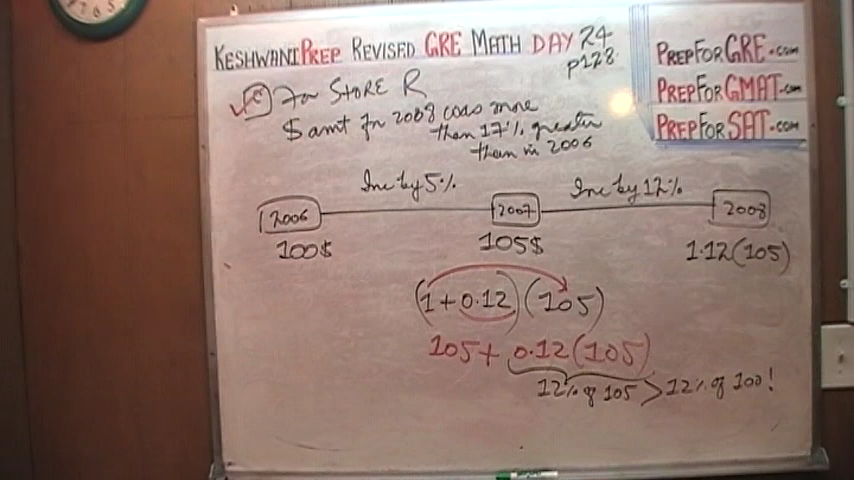 KESHWANIPREP REVISED GRE MATH DAY 24
p128
PREPFORGRE.com
PREPFORGMAT.com
PREPFORSAT.com
✓ C For STORE R
$ amt for 2008 was more
than 17% greater
than in 2006
Inc by 5%
Inc by 12%
2006
2007
2008
100$
105$
1.12(105)
(1+0.12)(105)
105+ 0.12(105)
12% of 105 > 12% of 100!